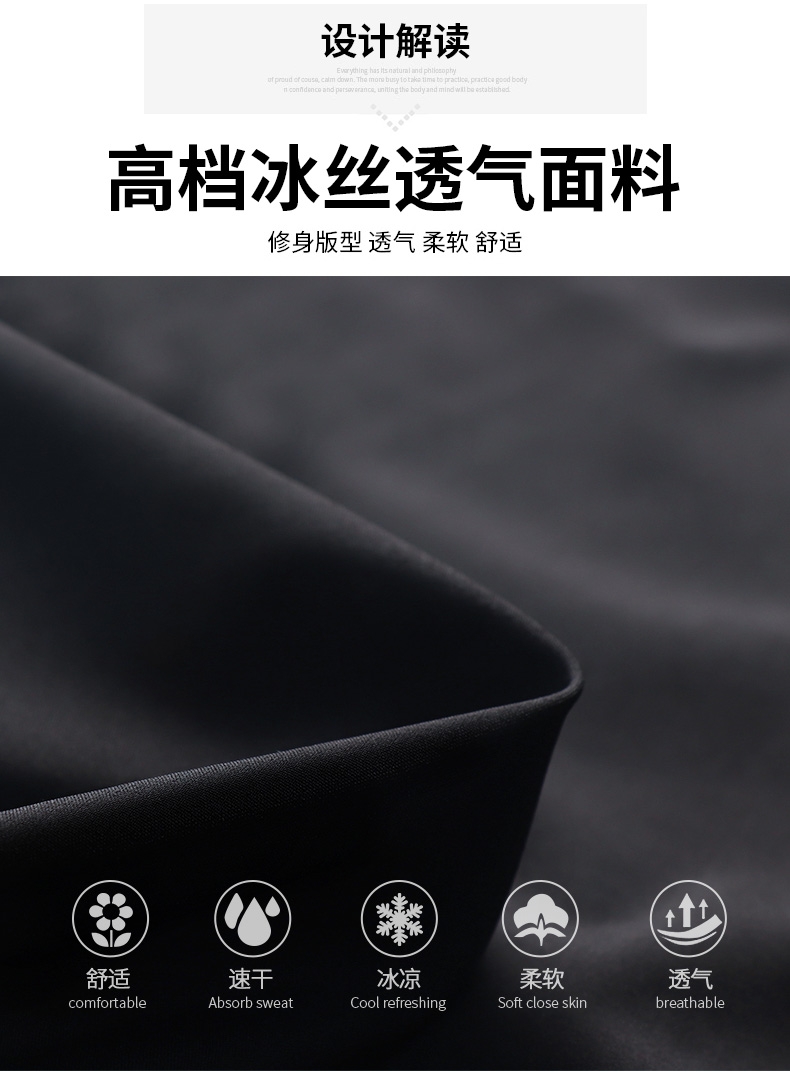 设计解读
Everything has its natural and philosophy
of proud of coose, calm down. The more busy to take time to practice, practice good body
n confidence and perseverance, uniting the body and mind will be established.
高档冰丝透气面料
修身版型 透气 柔软 舒适
舒适 速干 冰凉 柔软 透气
comfortable Absorb sweat Cool refreshing Soft close skin breathable